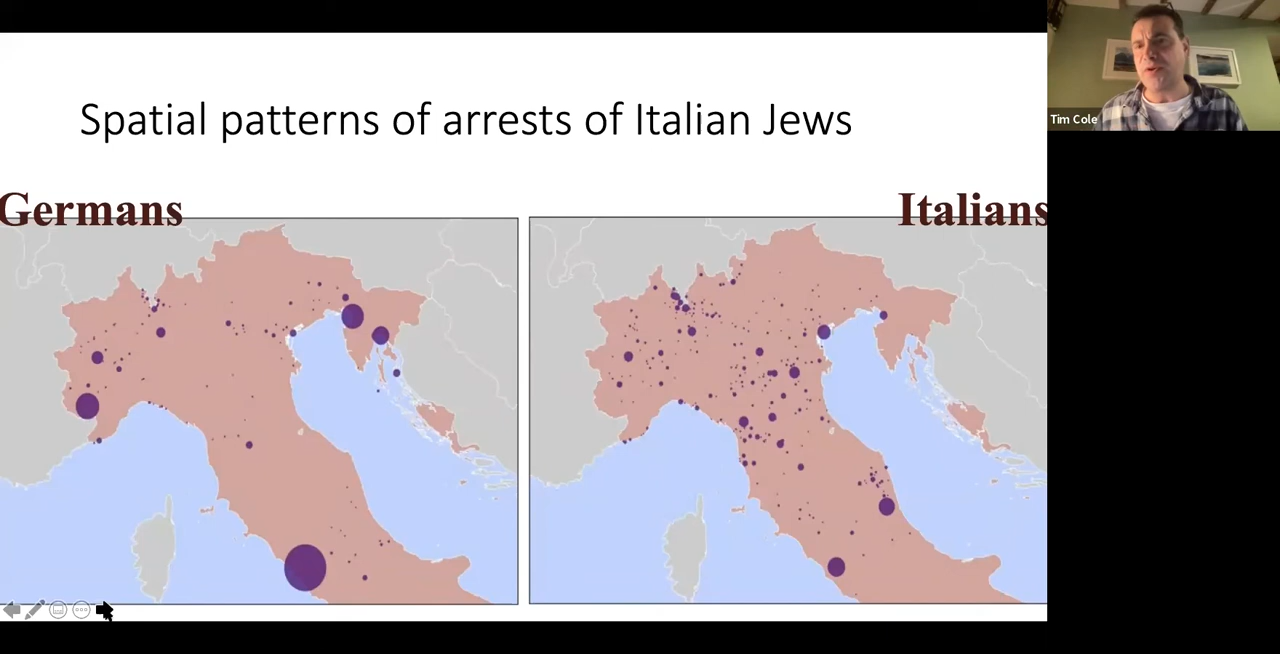 Spatial patterns of arrests of Italian Jews
Germans
Italians
Tim Cole